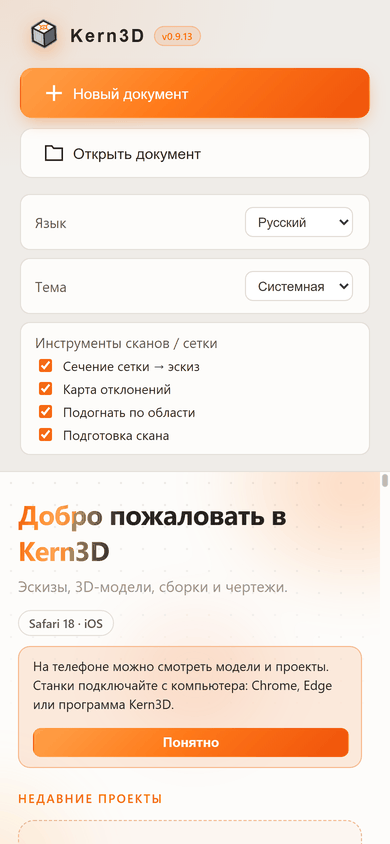 Kern3D v0.9.13
Новый документ
Открыть документ
Язык Русский
Тема Системная
Инструменты сканов / сетки
Сечение сетки → эскиз
Карта отклонений
Подогнать по области
Подготовка скана
Добро пожаловать в
Kern3D
Эскизы, 3D-модели, сборки и чертежи.
Safari 18 · iOS
На телефоне можно смотреть модели и проекты.
Станки подключайте с компьютера: Chrome, Edge
или программа Kern3D.
Понятно
НЕДАВНИЕ ПРОЕКТЫ